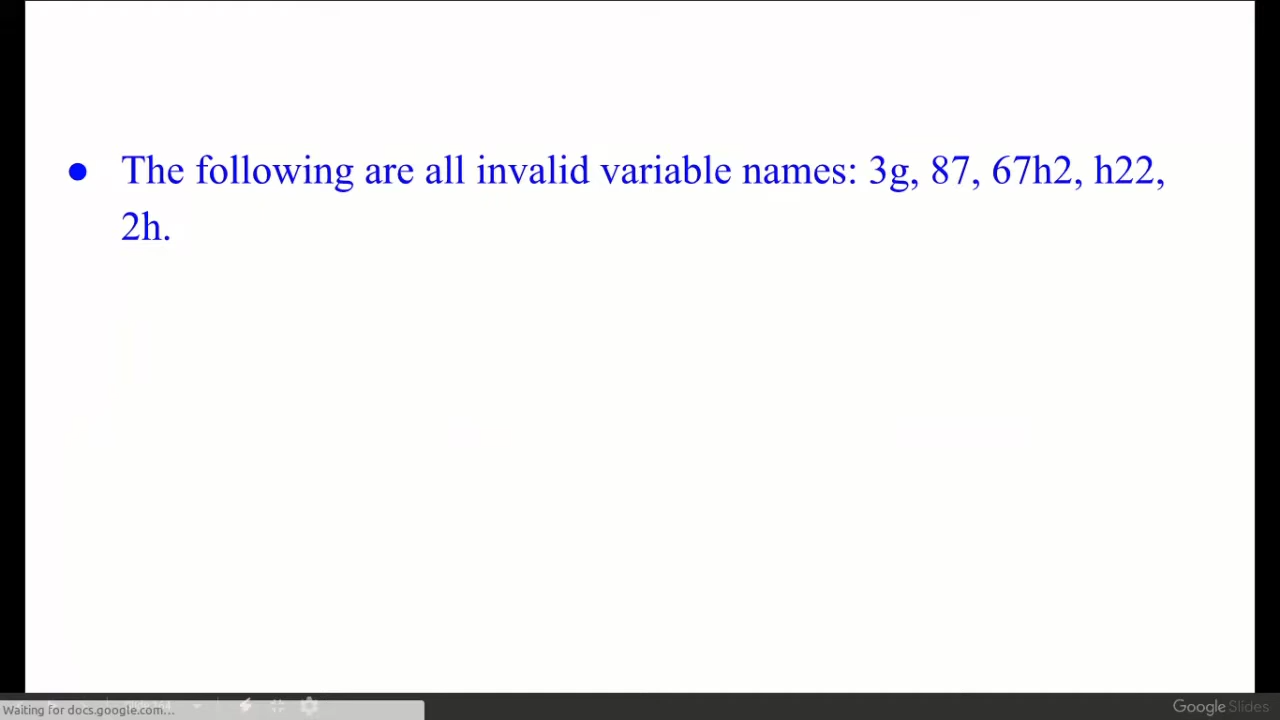 ● The following are all invalid variable names: 3g, 87, 67h2, h22,
2h.
Waiting for docs.google.com...
Google Slides